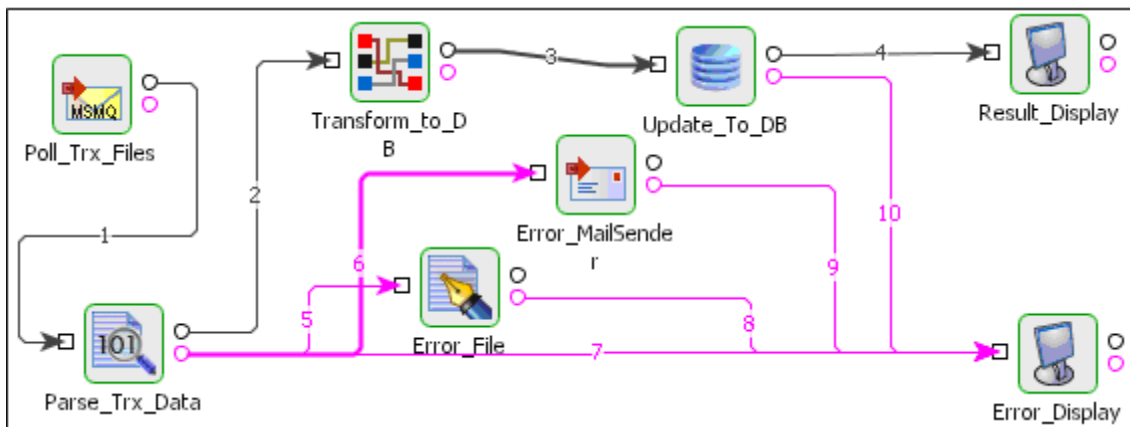 3
4
MSMQ
Transform_to_D
B
Update_To_DB
Result_Display
Poll_Trx_Files
2
10
1
Error_MailSende
r
6
9
5
8
101
Error_File
7
Parse_Trx_Data
Error_Display